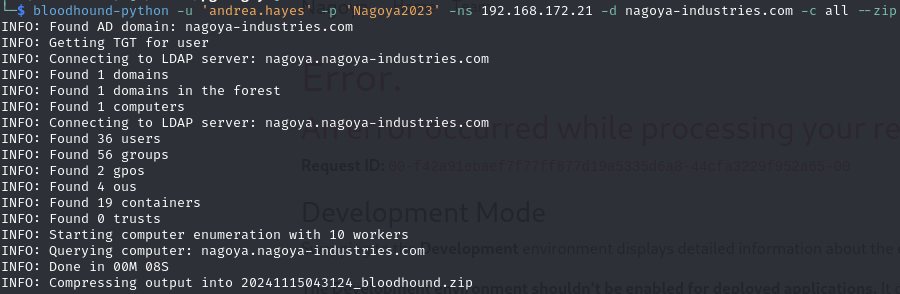 └─$ bloodhound-python -u 'andrea.hayes' -p 'Nagoya2023' -ns 192.168.172.21 -d nagoya-industries.com -c all --zip
INFO: Found AD domain: nagoya-industries.com
INFO: Getting TGT for user
INFO: Connecting to LDAP server: nagoya.nagoya-industries.com
INFO: Found 1 domains
INFO: Found 1 domains in the forest
INFO: Found 1 computers
INFO: Connecting to LDAP server: nagoya.nagoya-industries.com
INFO: Found 36 users
INFO: Found 56 groups
INFO: Found 2 gpos
INFO: Found 4 ous
INFO: Found 19 containers
INFO: Found 0 trusts
INFO: Starting computer enumeration with 10 workers
INFO: Querying computer: nagoya.nagoya-industries.com
INFO: Done in 00M 08S
INFO: Compressing output into 20241115043124_bloodhound.zip
Error.
An error occurred while processing your re
Request ID:
Development Mode
Development environment displays detailed information about the
The Development environment shouldn't be enabled for deployed applications. It